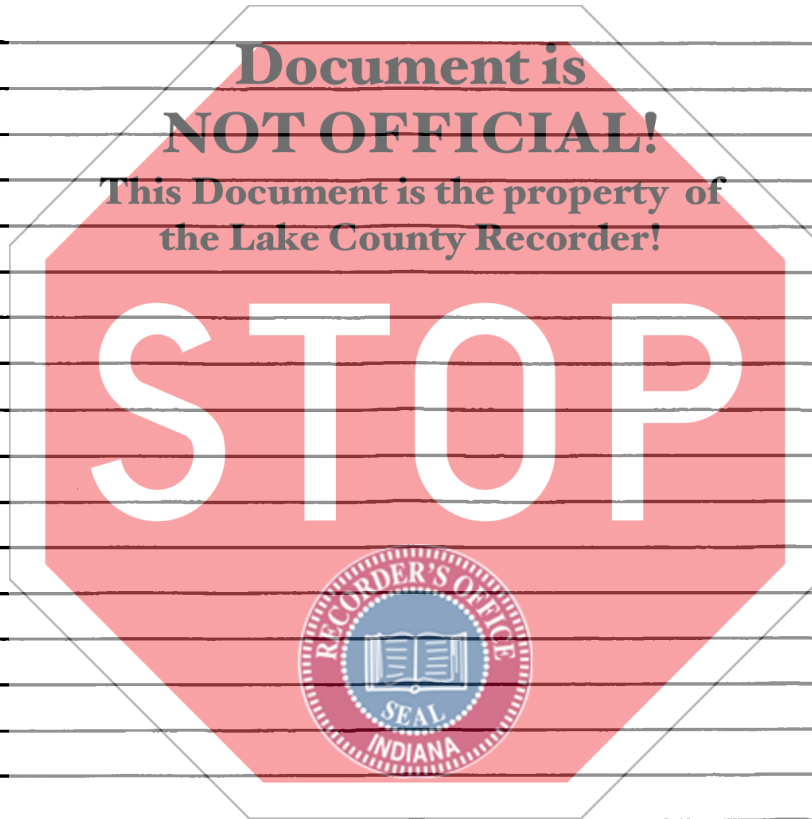 Document is
NOT OFFICIAL!
This Document is the property of
the Lake County Recorder!
STOP
RECORDER'S OFFICE
SEAL
INDIANA